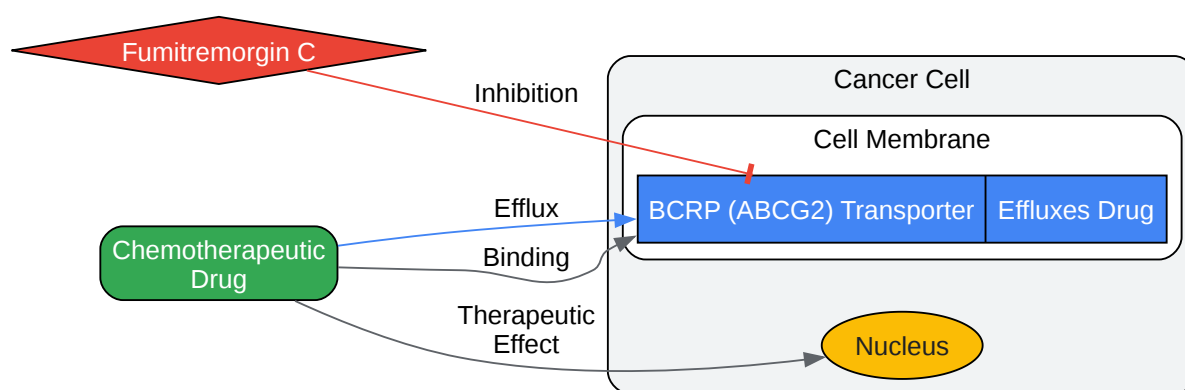 Fumitremorgin C
Cancer Cell
Inhibition
Cell Membrane
BCRP (ABCG2) Transporter
Effluxes Drug
Efflux
Chemotherapeutic
Drug
Binding
Therapeutic
Effect
Nucleus